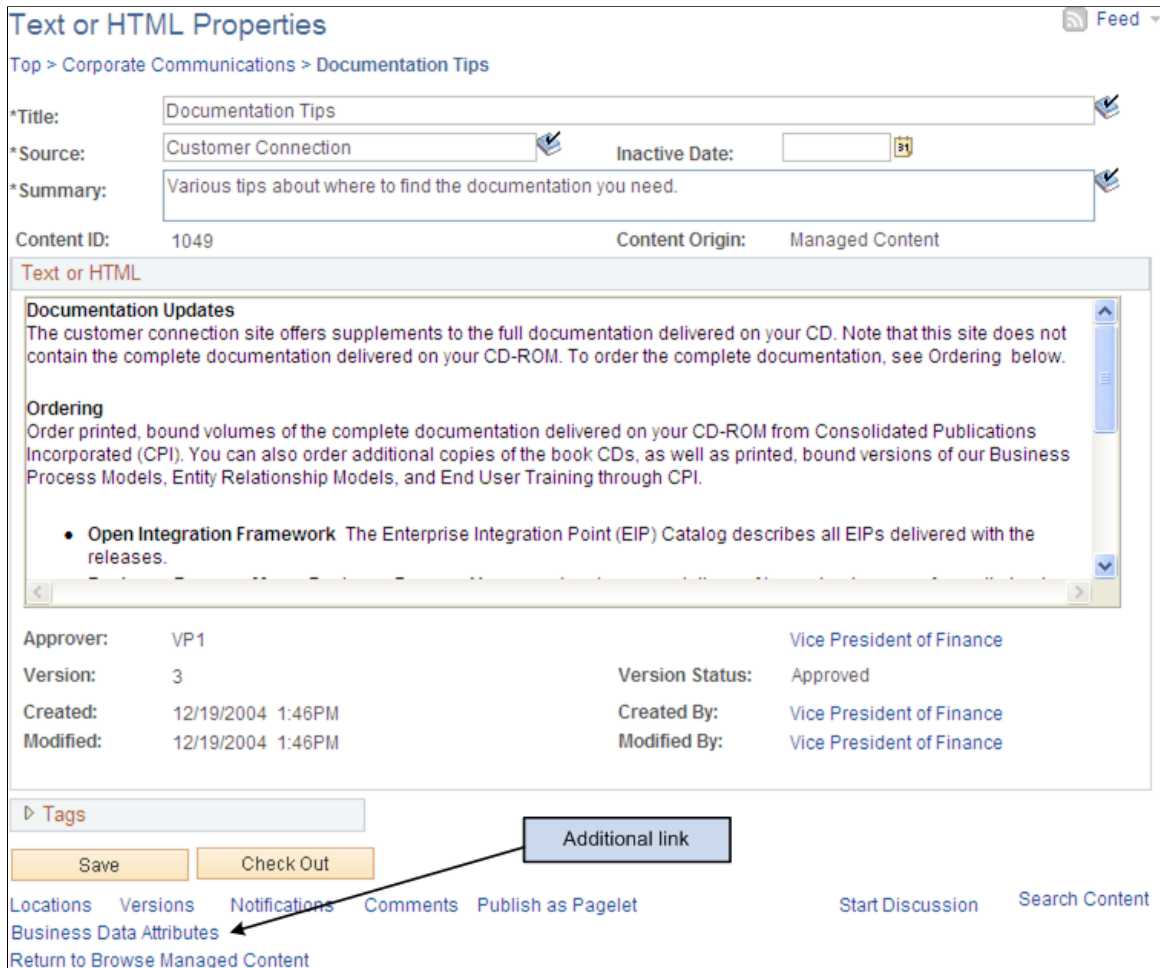 Text or HTML Properties
Feed
Top > Corporate Communications > Documentation Tips
*Title: Documentation Tips
*Source: Customer Connection Inactive Date: 31
*Summary: Various tips about where to find the documentation you need.
Content ID: 1049 Content Origin: Managed Content
Text or HTML
Documentation Updates
The customer connection site offers supplements to the full documentation delivered on your CD. Note that this site does not
contain the complete documentation delivered on your CD-ROM. To order the complete documentation, see Ordering below.
Ordering
Order printed, bound volumes of the complete documentation delivered on your CD-ROM from Consolidated Publications
Incorporated (CPI). You can also order additional copies of the book CDs, as well as printed, bound versions of our Business
Process Models, Entity Relationship Models, and End User Training through CPI.
• Open Integration Framework The Enterprise Integration Point (EIP) Catalog describes all EIPs delivered with the
releases.
Approver: VP1 Vice President of Finance
Version: 3 Version Status: Approved
Created: 12/19/2004 1:46PM Created By: Vice President of Finance
Modified: 12/19/2004 1:46PM Modified By: Vice President of Finance
Tags
Additional link
Save Check Out
Locations Versions Notifications Comments Publish as Pagelet Start Discussion Search Content
Business Data Attributes
Return to Browse Managed Content